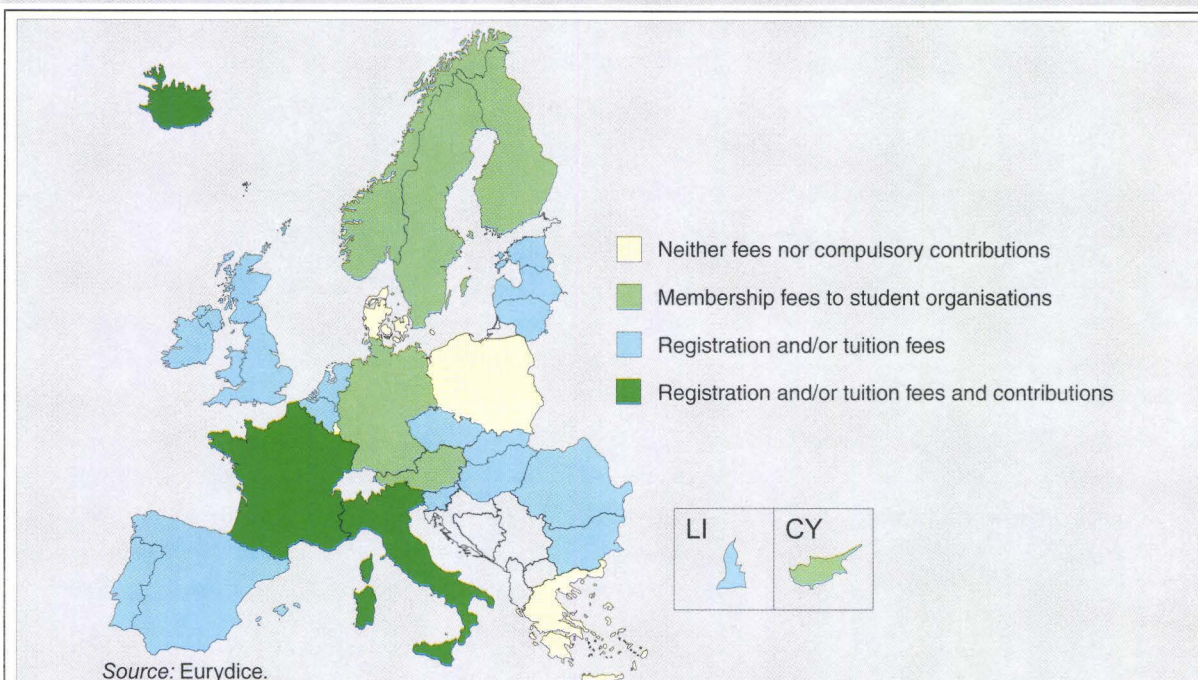 Neither fees nor compulsory contributions
Membership fees to student organisations
Registration and/or tuition fees
Registration and/or tuition fees and contributions
LI
CY
Source: Eurydice.